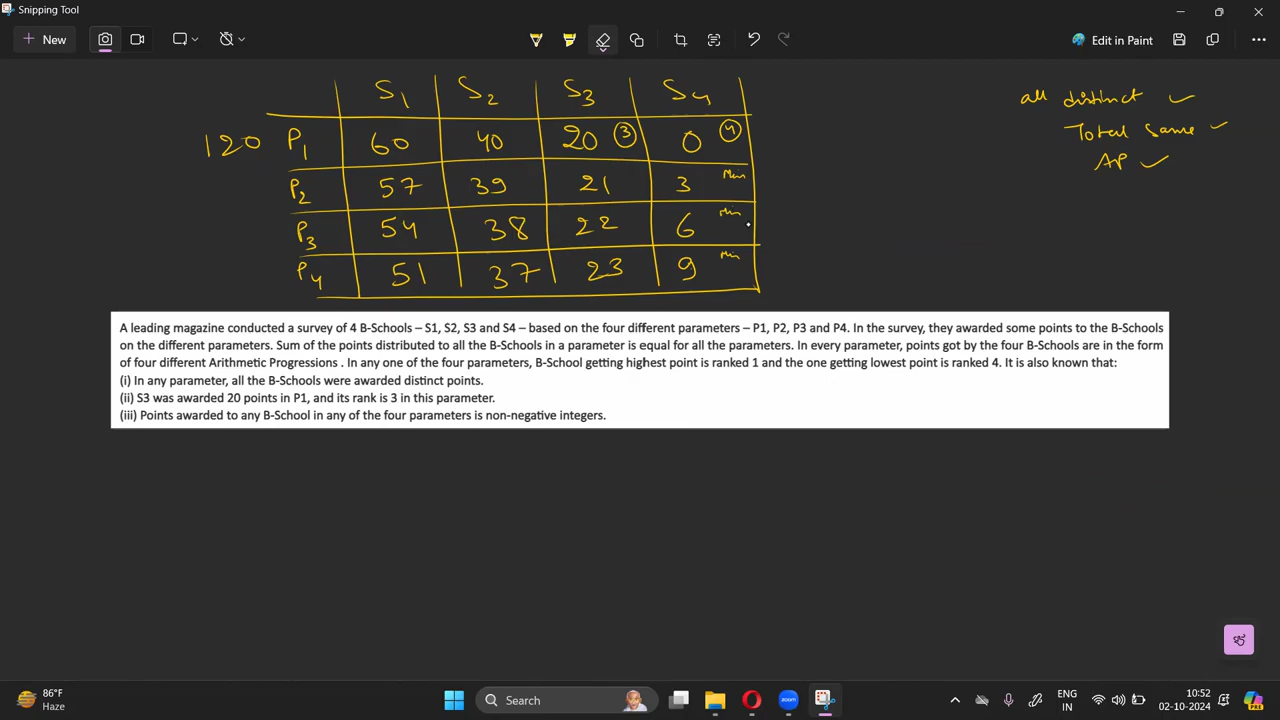 Snipping Tool
New
Edit in Paint
S1 S2 S3 S4
120 P1 60 40 20 3 0 4
P2 57 39 21 3
P3 54 38 22 6 Min
P4 51 37 23 9 Min
all distinct
Total same
AP
A leading magazine conducted a survey of 4 B-Schools – S1, S2, S3 and S4 – based on the four different parameters – P1, P2, P3 and P4. In the survey, they awarded some points to the B-Schools
on the different parameters. Sum of the points distributed to all the B-Schools in a parameter is equal for all the parameters. In every parameter, points got by the four B-Schools are in the form
of four different Arithmetic Progressions . In any one of the four parameters, B-School getting highest point is ranked 1 and the one getting lowest point is ranked 4. It is also known that:
(i) In any parameter, all the B-Schools were awarded distinct points.
(ii) S3 was awarded 20 points in P1, and its rank is 3 in this parameter.
(iii) Points awarded to any B-School in any of the four parameters is non-negative integers.
86°F
Haze
Search
zoom
PRE
ENG
IN
10:52
02-10-2024